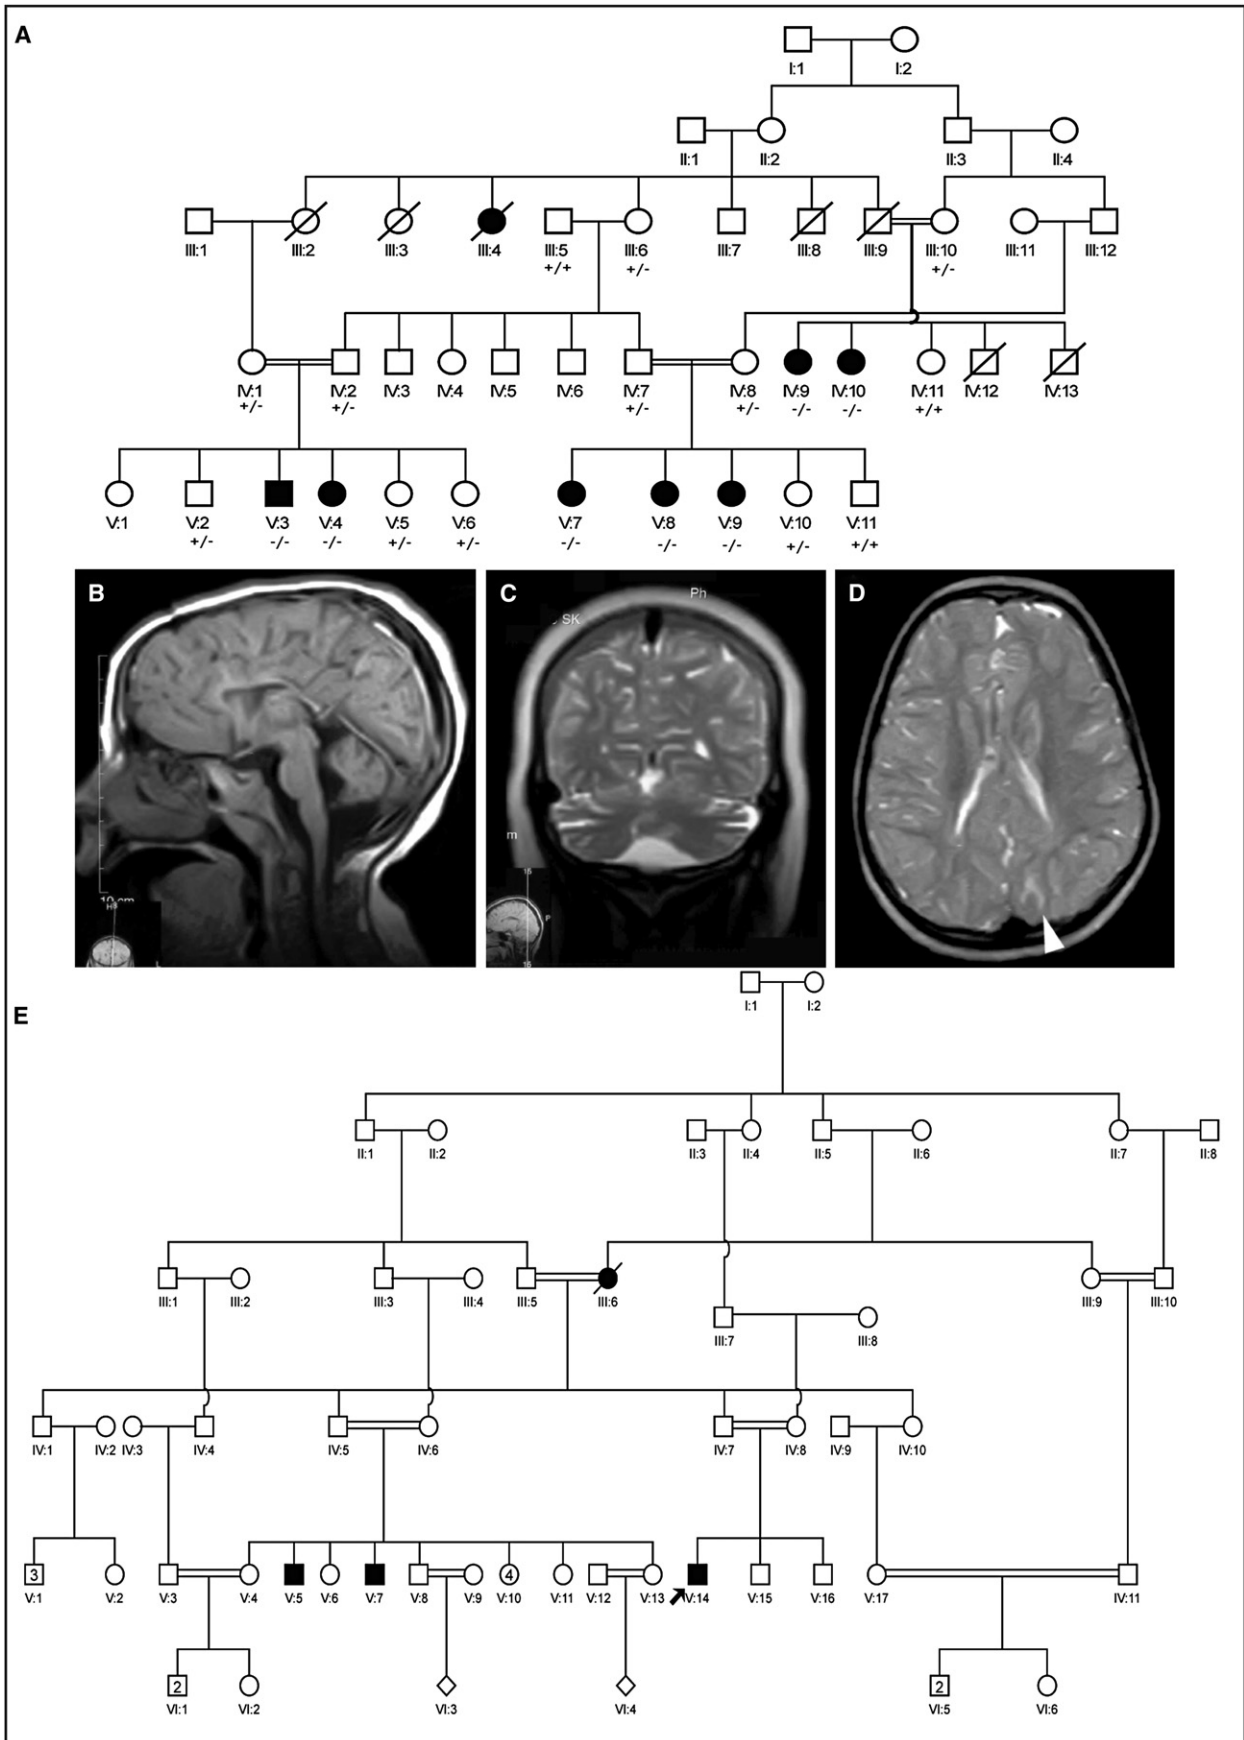 A
I:1 I:2
II:1 II:2 II:3 II:4
III:1 III:2 III:3 III:4 III:5 III:6 III:7 III:8 III:9 III:10 III:11 III:12
+/+ +/- +/-
IV:1 IV:2 IV:3 IV:4 IV:5 IV:6 IV:7 IV:8 IV:9 IV:10 IV:11 IV:12 IV:13
+/- +/- +/- +/- -/- -/- +/+
V:1 V:2 V:3 V:4 V:5 V:6 V:7 V:8 V:9 V:10 V:11
+/- -/- -/- +/- +/- -/- -/- -/- +/- +/+
B C D
Ph
SK
m
10 cm
P
E
I:1 I:2
II:1 II:2 II:3 II:4 II:5 II:6 II:7 II:8
III:1 III:2 III:3 III:4 III:5 III:6 III:9 III:10
III:7 III:8
IV:1 IV:2 IV:3 IV:4 IV:5 IV:6 IV:7 IV:8 IV:9 IV:10
3 4
V:1 V:2 V:3 V:4 V:5 V:6 V:7 V:8 V:9 V:10 V:11 V:12 V:13 V:14 V:15 V:16 V:17 IV:11
2 2
VI:1 VI:2 VI:3 VI:4 VI:5 VI:6